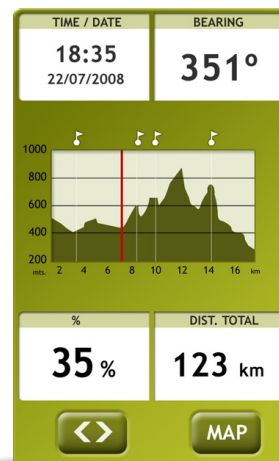 TIME / DATE
18:35
22/07/2008
BEARING
351º
1000
800
600
400
200
mts. 2 4 6 8 10 12 14 16 km
%
35 %
DIST. TOTAL
123 km
< >
MAP